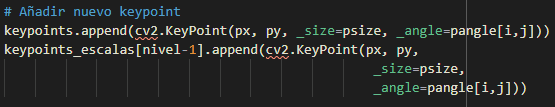 # Añadir nuevo keypoint
keypoints.append(cv2.KeyPoint(px, py, _size=psize, _angle=pangle[i,j]))
keypoints_escalas[nivel-1].append(cv2.KeyPoint(px, py,
_size=psize,
_angle=pangle[i,j]))